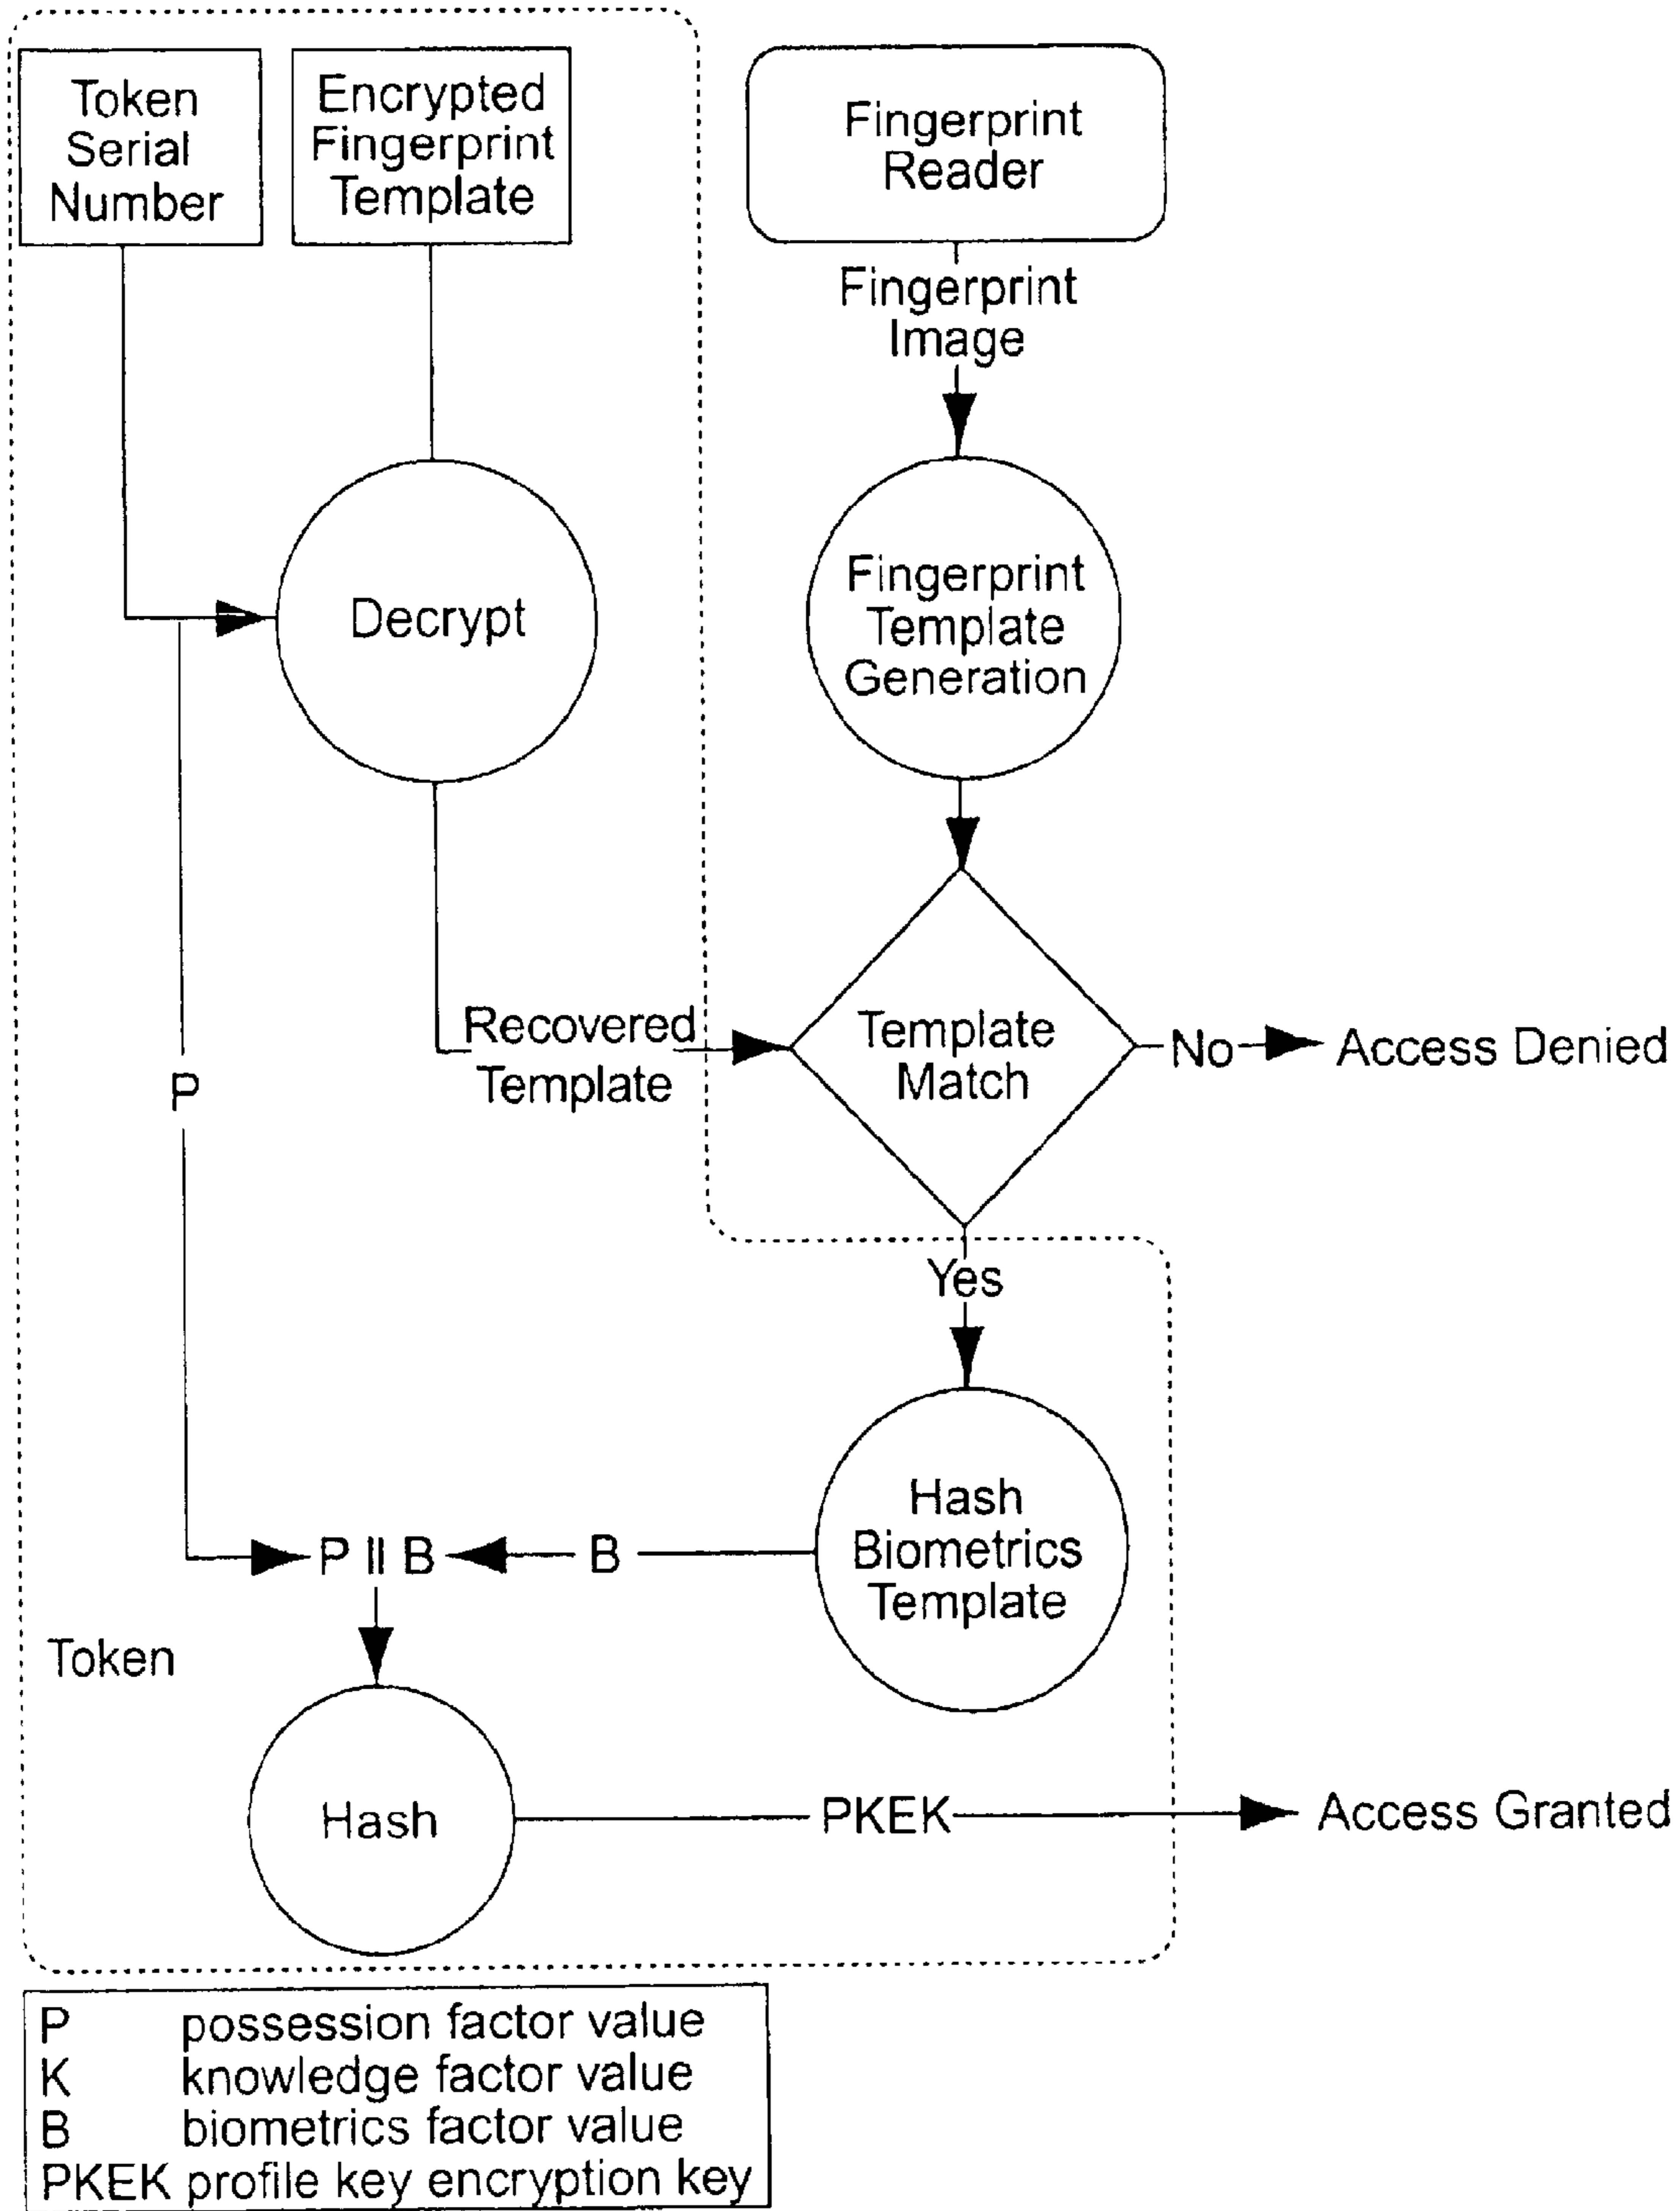 Token
Serial
Number
Encrypted
Fingerprint
Template
Fingerprint
Reader
Fingerprint
Image
Decrypt
Fingerprint
Template
Generation
Recovered
Template
Template
Match
No
Access Denied
P
Yes
Hash
Biometrics
Template
P || B
B
Token
Hash
PKEK
Access Granted
P possession factor value
K knowledge factor value
B biometrics factor value
PKEK profile key encryption key